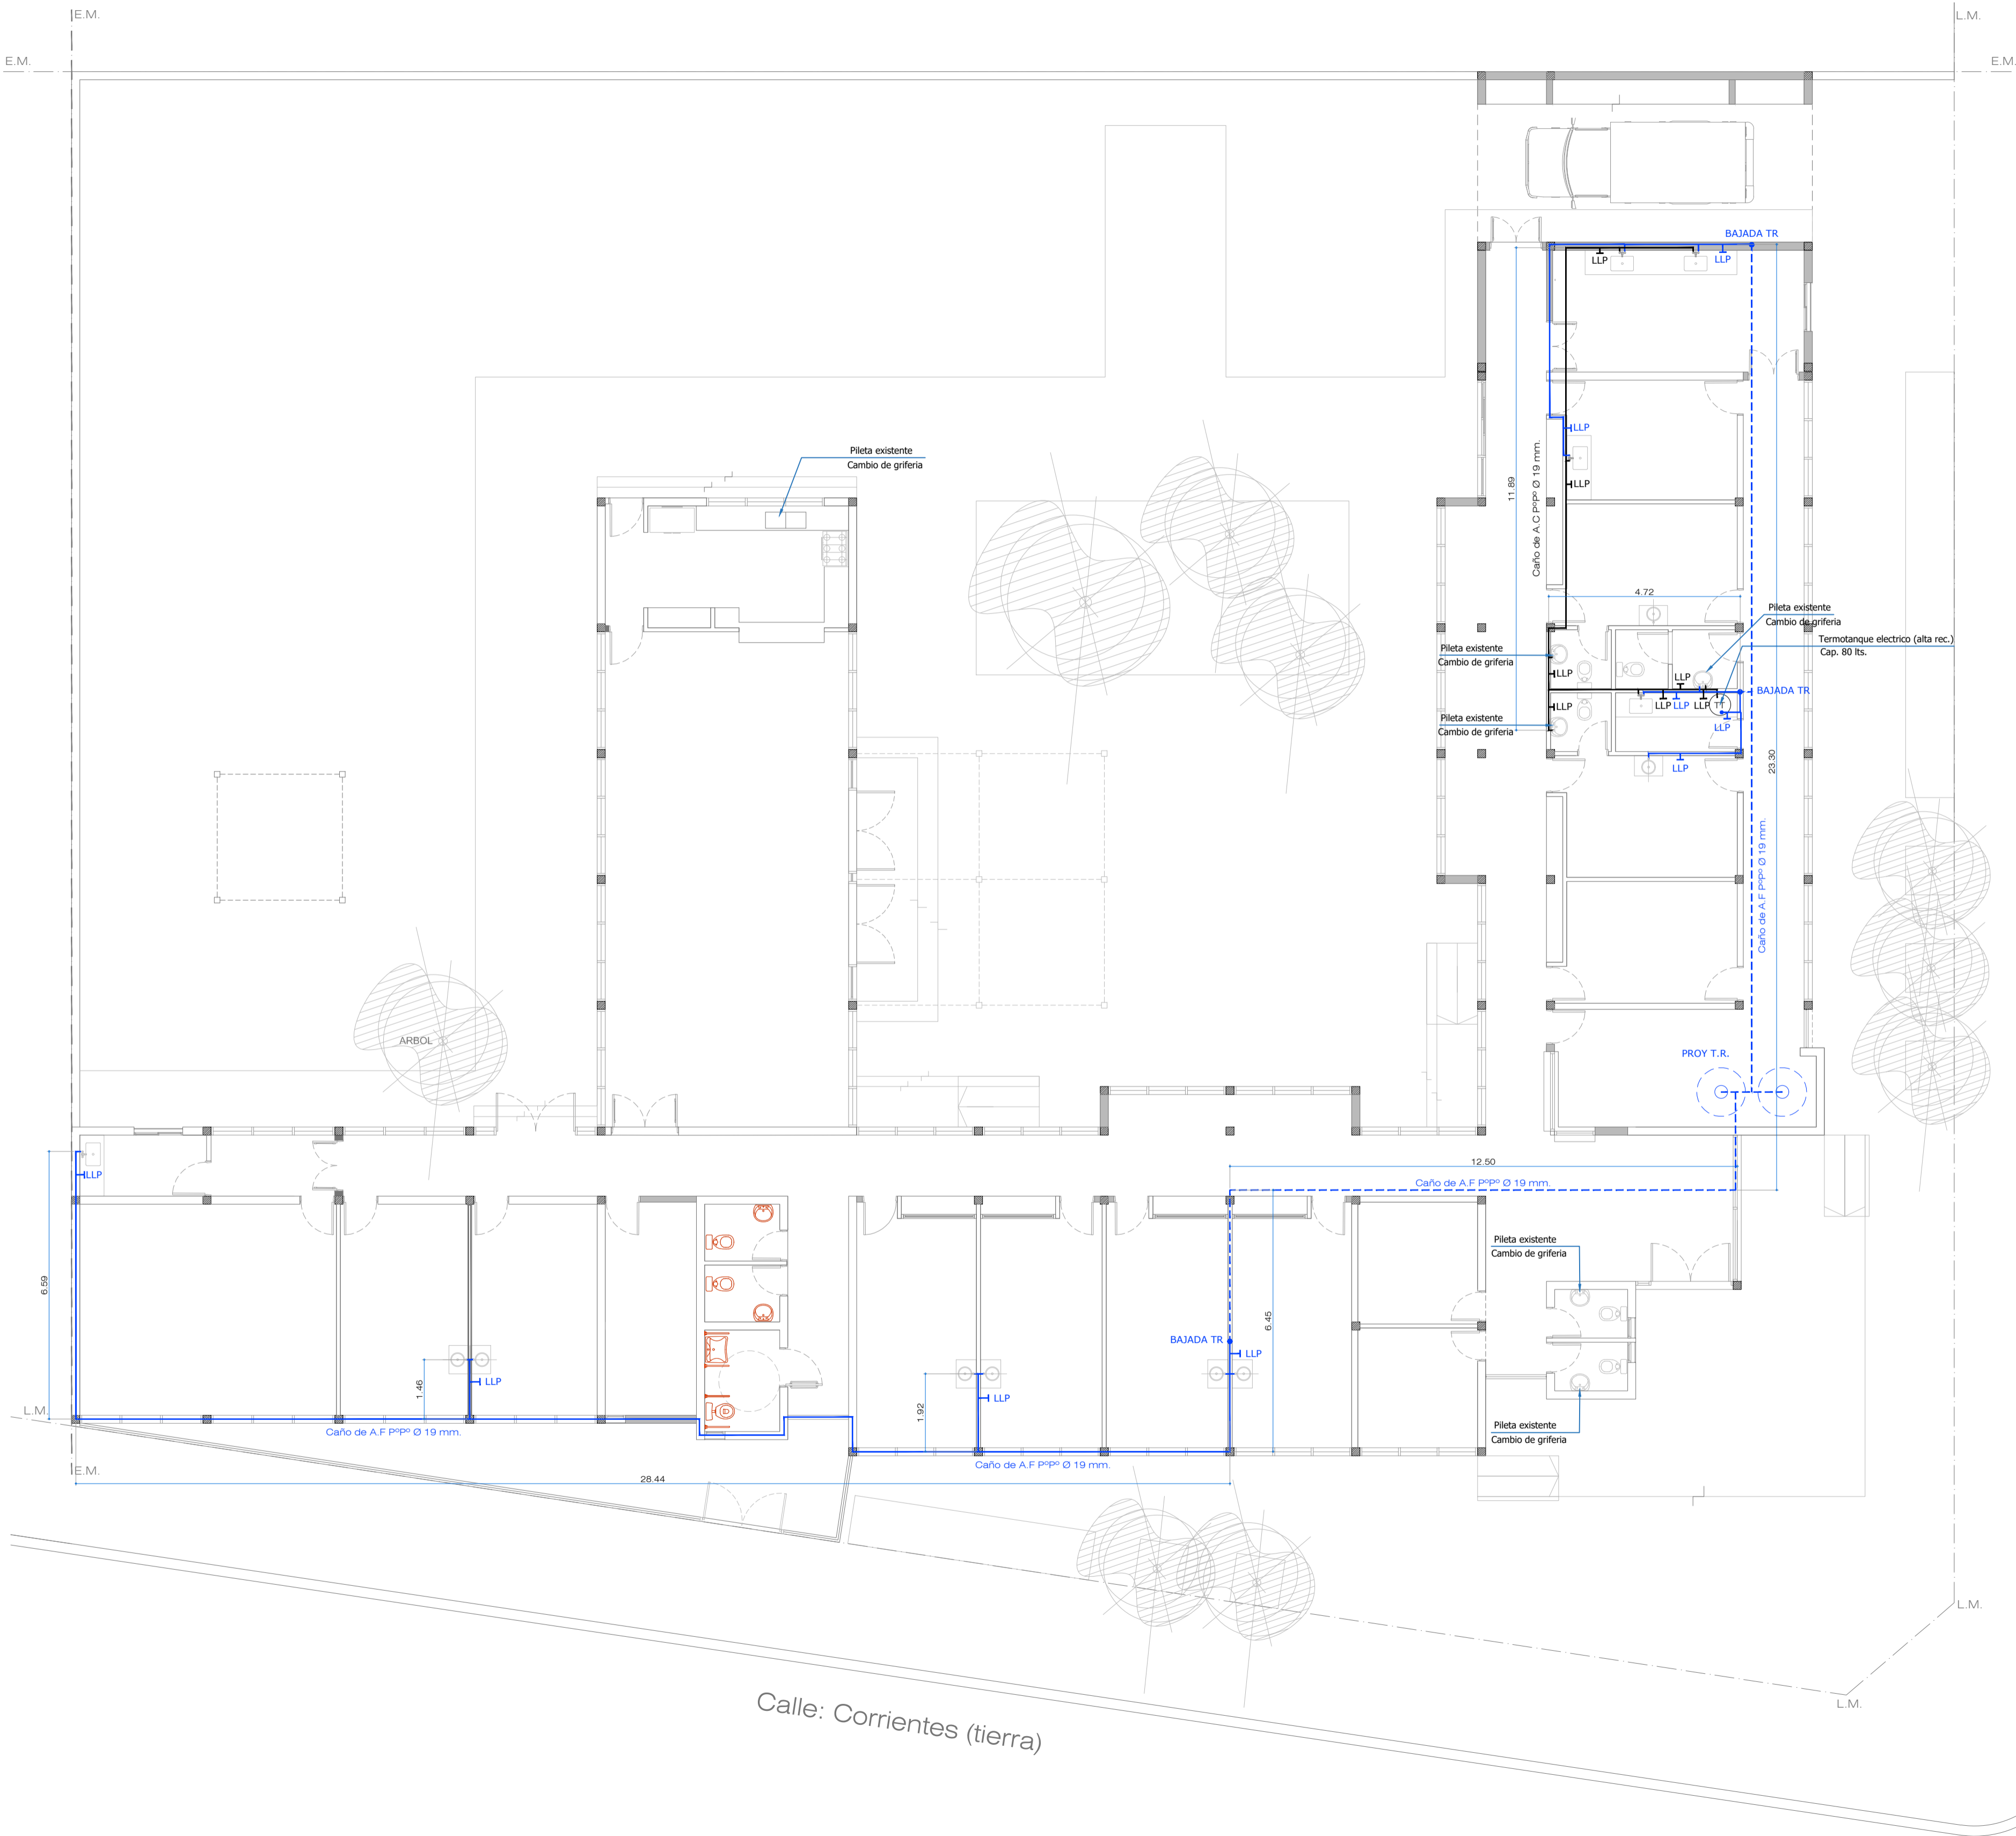 E.M.
L.M.
E.M.
E.M.
BAJADA TR
LLP
LLP
LLP
LLP
Pileta existente
Cambio de griferia
11.89
Caño de A.C PºPº Ø 19 mm.
4.72
Pileta existente
Cambio de griferia
Termotanque electrico (alta rec.)
Cap. 80 lts.
Pileta existente
Cambio de griferia
LLP
LLP
BAJADA TR
LLP
LLP
LLP
LLP
TT
Pileta existente
Cambio de griferia
LLP
LLP
23.30
Caño de A.F PºPº Ø 19 mm.
ARBOL
PROY T.R.
LLP
12.50
Caño de A.F PºPº Ø 19 mm.
Pileta existente
Cambio de griferia
6.59
6.45
BAJADA TR
LLP
1.46
LLP
1.92
LLP
L.M.
Caño de A.F PºPº Ø 19 mm.
Pileta existente
Cambio de griferia
Caño de A.F PºPº Ø 19 mm.
E.M.
28.44
L.M.
L.M.
Calle: Corrientes (tierra)